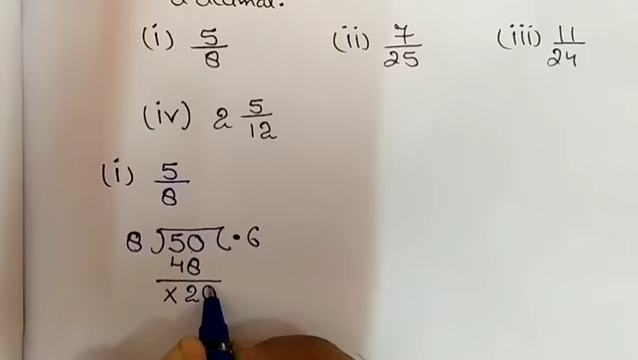 a decimal.
(i) 5/8 (ii) 7/25 (iii) 11/24
(iv) 2 5/12
(i) 5/8
8)50(.6
48
×20